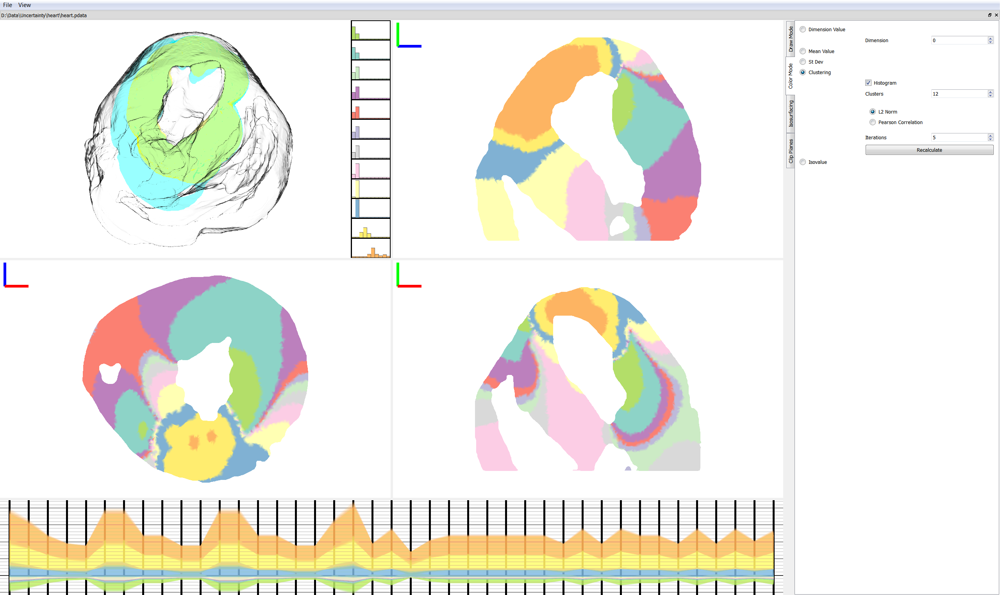 File View
D:\Data\Uncertainty\heart\heart.pdata
Draw Mode
Color Mode
Isosurfacing
Clip Planes
Dimension Value
Dimension 0
Mean Value
St Dev
Clustering
Histogram
Clusters 12
L2 Norm
Pearson Correlation
Iterations 5
Recalculate
Isovalue